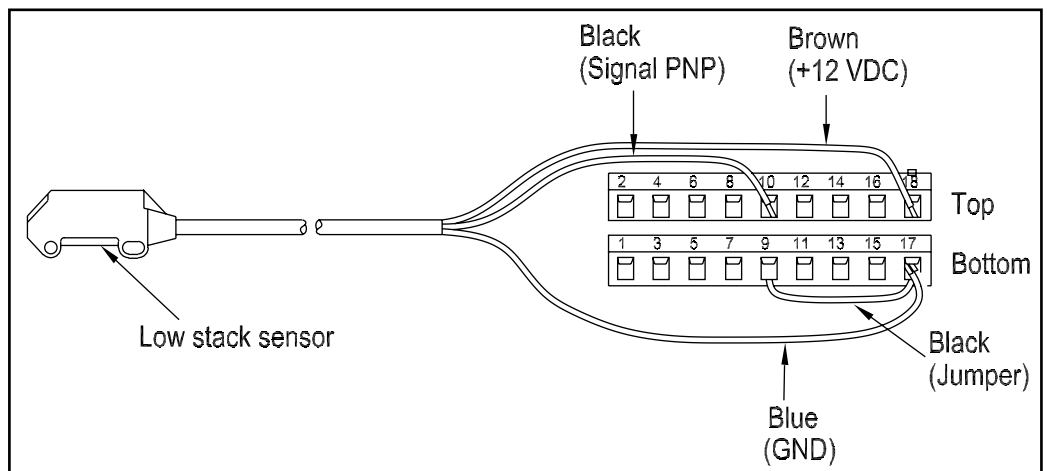 Black
(Signal PNP)
Brown
(+12 VDC)
2 4 6 8 10 12 14 16 18
Top
1 3 5 7 9 11 13 15 17
Bottom
Low stack sensor
Black
(Jumper)
Blue
(GND)